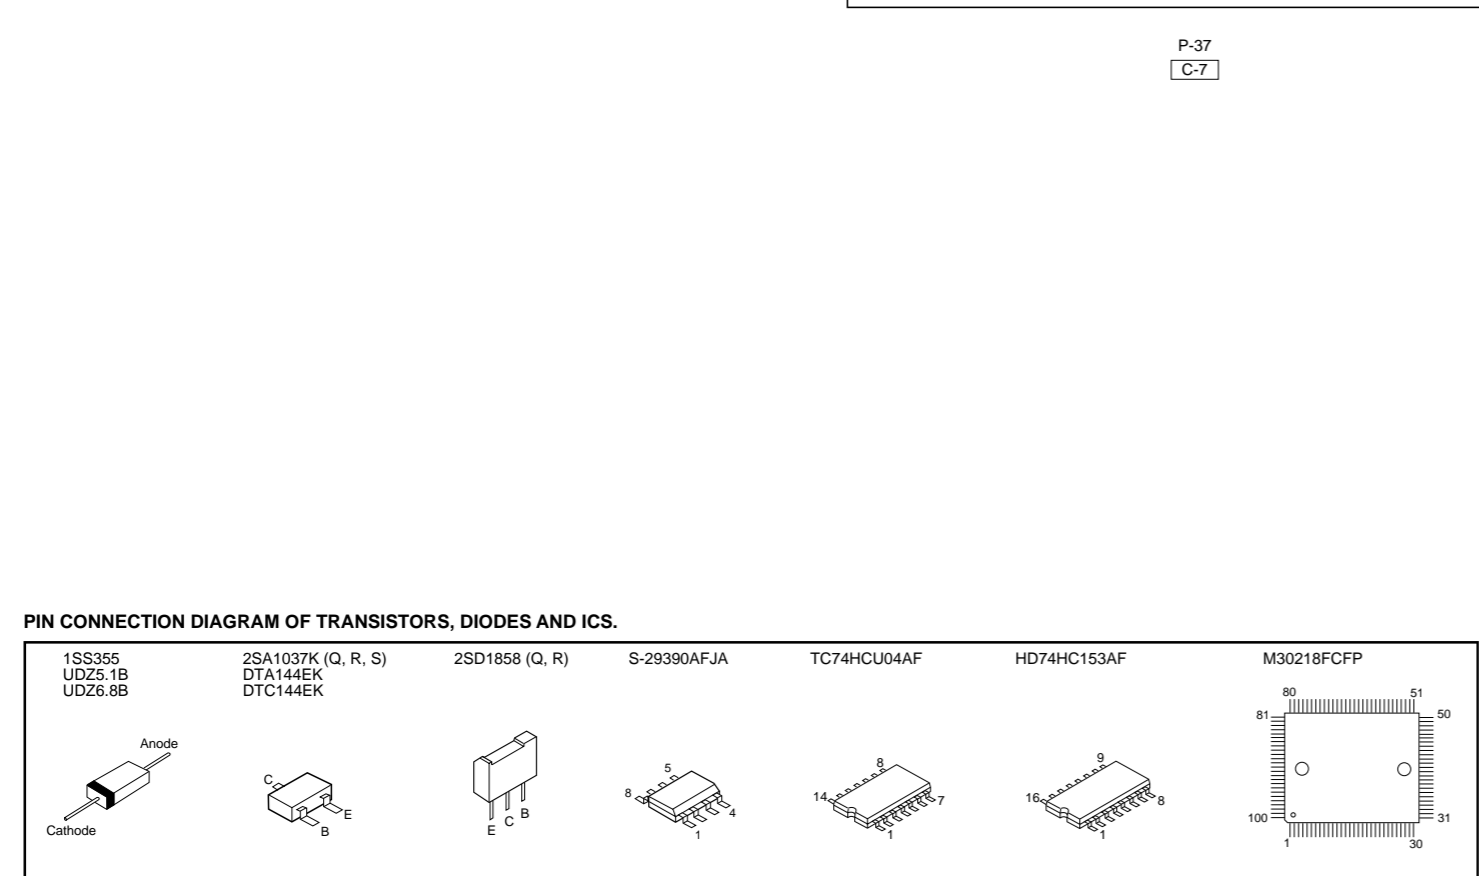 P-37
C-7
PIN CONNECTION DIAGRAM OF TRANSISTORS, DIODES AND ICS.
1SS355
UDZ5.1B
UDZ6.8B
Anode
Cathode
2SA1037K (Q, R, S)
DTA144EK
DTC144EK
C
E
B
2SD1858 (Q, R)
E C B
S-29390AFJA
5
8
4
1
TC74HCU04AF
8
14
7
1
HD74HC153AF
9
16
8
1
M30218FCFP
80 51
81 50
100 31
1 30